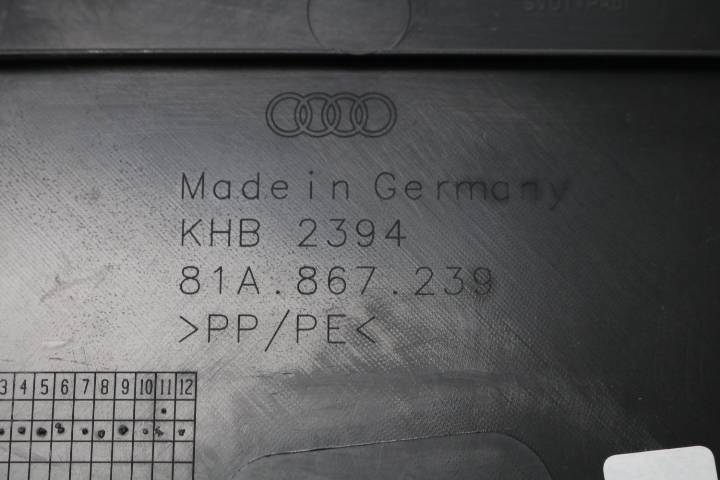 Made in Germany
KHB 2394
81A.867.239
>PP/PE<
3 4 5 6 7 8 9 10 11 12